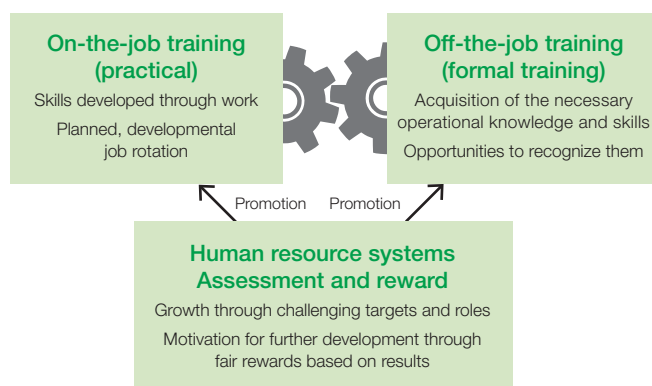 On-the-job training
(practical)
Skills developed through work
Planned, developmental
job rotation
Off-the-job training
(formal training)
Acquisition of the necessary
operational knowledge and skills
Opportunities to recognize them
Promotion
Promotion
Human resource systems
Assessment and reward
Growth through challenging targets and roles
Motivation for further development through
fair rewards based on results